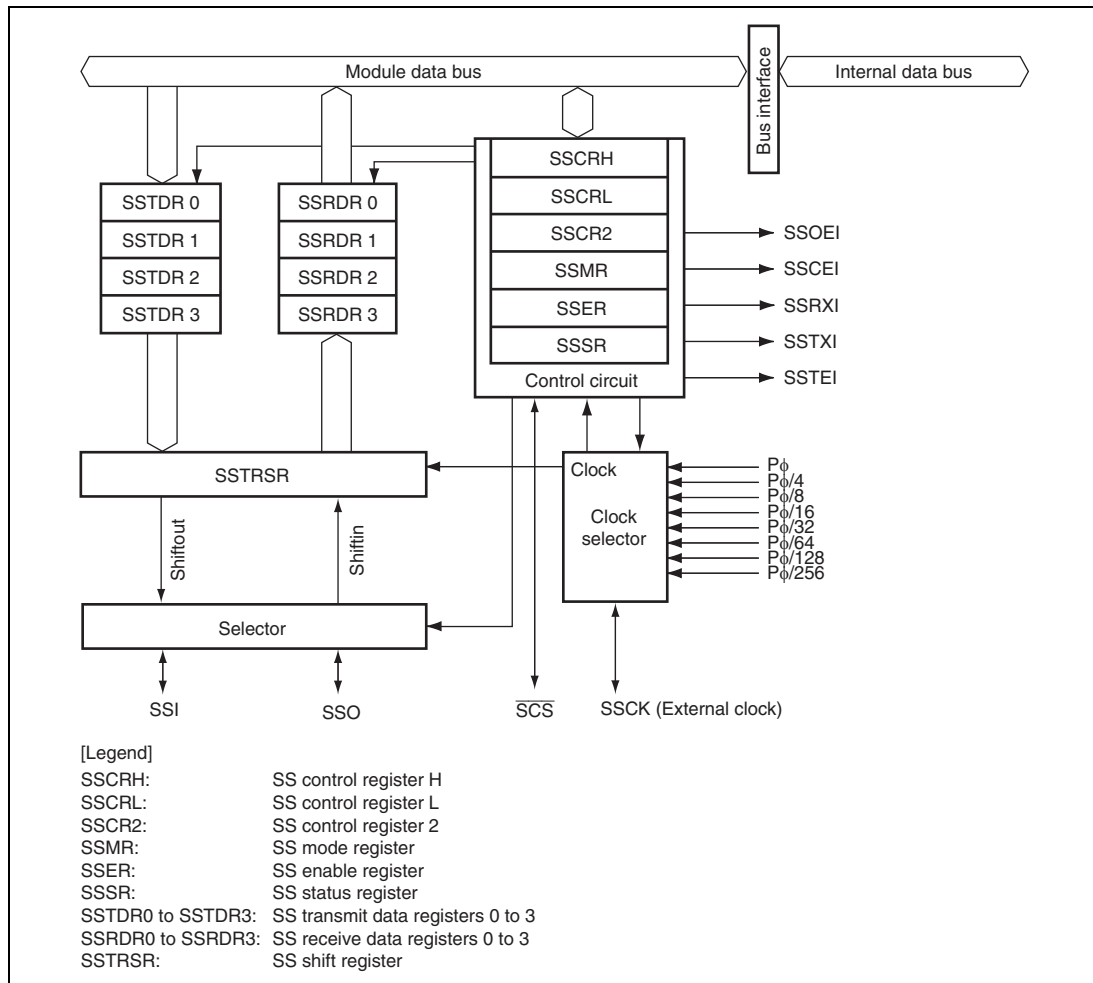 Module data bus
Bus interface
Internal data bus
SSTDR 0
SSTDR 1
SSTDR 2
SSTDR 3
SSRDR 0
SSRDR 1
SSRDR 2
SSRDR 3
SSCRH
SSCRL
SSCR2
SSMR
SSER
SSSR
Control circuit
SSOEI
SSCEI
SSRXI
SSTXI
SSTEI
SSTRSR
Clock
Clock
selector
Pϕ
Pϕ/4
Pϕ/8
Pϕ/16
Pϕ/32
Pϕ/64
Pϕ/128
Pϕ/256
Shiftout
Shiftin
Selector
SSI
SSO
S̅C̅S̅
SSCK (External clock)
[Legend]
SSCRH: SS control register H
SSCRL: SS control register L
SSCR2: SS control register 2
SSMR: SS mode register
SSER: SS enable register
SSSR: SS status register
SSTDR0 to SSTDR3: SS transmit data registers 0 to 3
SSRDR0 to SSRDR3: SS receive data registers 0 to 3
SSTRSR: SS shift register